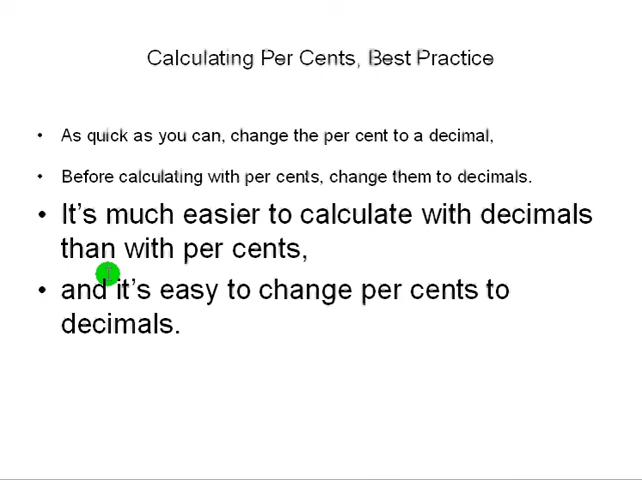 Calculating Per Cents, Best Practice
• As quick as you can, change the per cent to a decimal,
• Before calculating with per cents, change them to decimals.
• It's much easier to calculate with decimals
than with per cents,
• and it's easy to change per cents to
decimals.